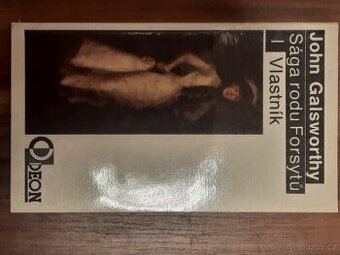 John Galsworthy
Sága rodu Forsytů
I Vlastník
ODEON